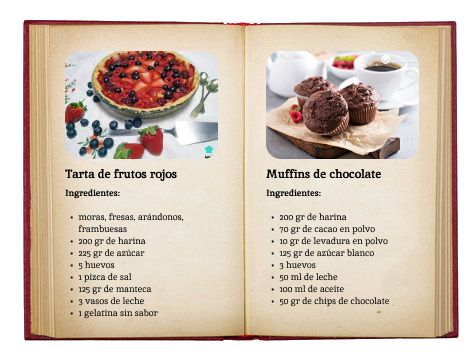 Tarta de frutos rojos
Ingredientes:
• moras, fresas, arándonos,
frambuesas
• 200 gr de harina
• 225 gr de azúcar
• 5 huevos
• 1 pizca de sal
• 125 gr de manteca
• 3 vasos de leche
• 1 gelatina sin sabor
Muffins de chocolate
Ingredientes:
• 200 gr de harina
• 70 gr de cacao en polvo
• 10 gr de levadura en polvo
• 125 gr de azúcar blanco
• 3 huevos
• 50 ml de leche
• 100 ml de aceite
• 50 gr de chips de chocolate